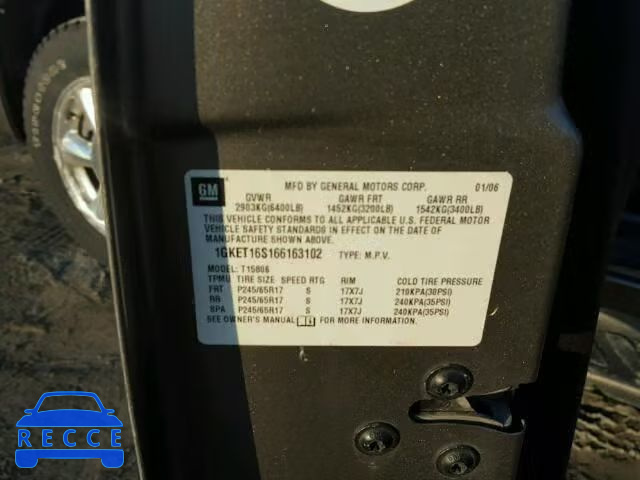 GM
MFD BY GENERAL MOTORS CORP. 01/06
GVWR GAWR FRT GAWR RR
2903KG(6400LB) 1452KG(3200LB) 1542KG(3400LB)
THIS VEHICLE CONFORMS TO ALL APPLICABLE U.S. FEDERAL MOTOR
VEHICLE SAFETY STANDARDS IN EFFECT ON THE DATE OF
MANUFACTURE SHOWN ABOVE.
1GKET16S166163102 TYPE: M.P.V.
MODEL: T15806
TPMU TIRE SIZE SPEED RTG RIM COLD TIRE PRESSURE
FRT P245/65R17 S 17X7J 210KPA(30PSI)
RR P245/65R17 S 17X7J 240KPA(35PSI)
SPA P245/65R17 S 17X7J 240KPA(35PSI)
SEE OWNER'S MANUAL FOR MORE INFORMATION.
RECCE